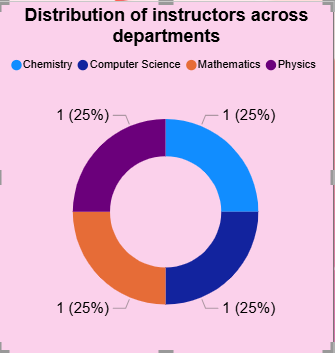 Distribution of instructors across
departments
Chemistry Computer Science Mathematics Physics
1 (25%) 1 (25%)
1 (25%) 1 (25%)